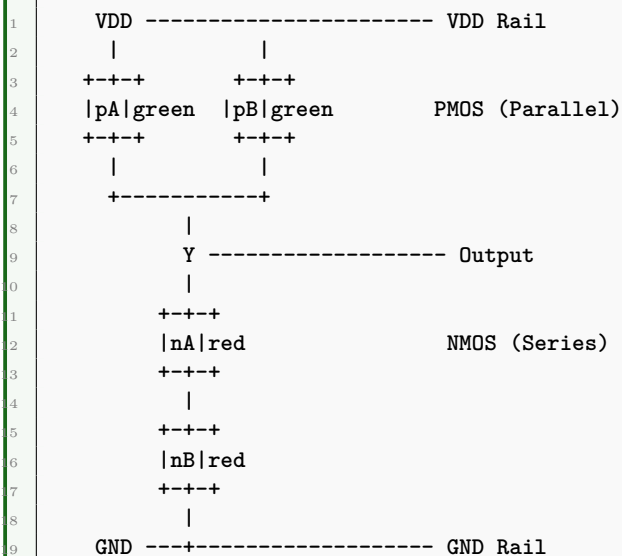 1 VDD ----------------------- VDD Rail
2 | |
3 +-+-+ +-+-+
4 |pA|green |pB|green PMOS (Parallel)
5 +-+-+ +-+-+
6 | |
7 +-----------+
8 |
9 Y ------------------- Output
10 |
11 +-+-+
12 |nA|red NMOS (Series)
13 +-+-+
14 |
15 +-+-+
16 |nB|red
17 +-+-+
18 |
19 GND ---+------------------- GND Rail